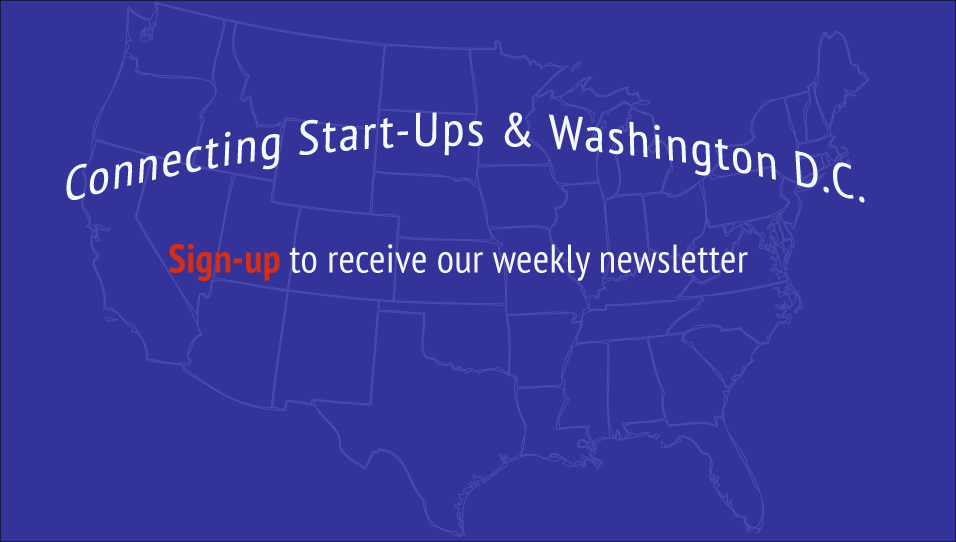 Connecting Start-Ups & Washington D.C.
Sign-up to receive our weekly newsletter